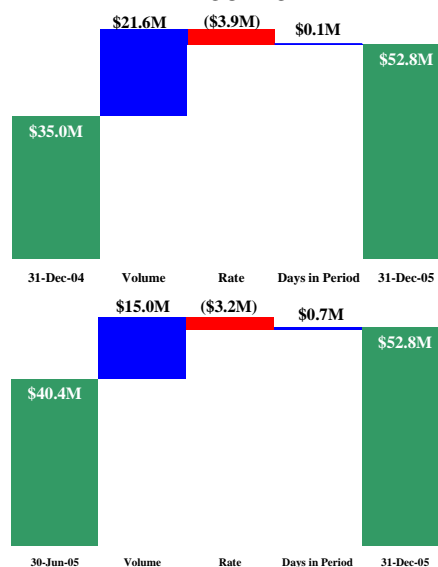 $21.6M ($3.9M) $0.1M
$52.8M
$35.0M
31-Dec-04 Volume Rate Days in Period 31-Dec-05
$15.0M ($3.2M) $0.7M
$52.8M
$40.4M
30-Jun-05 Volume Rate Days in Period 31-Dec-05